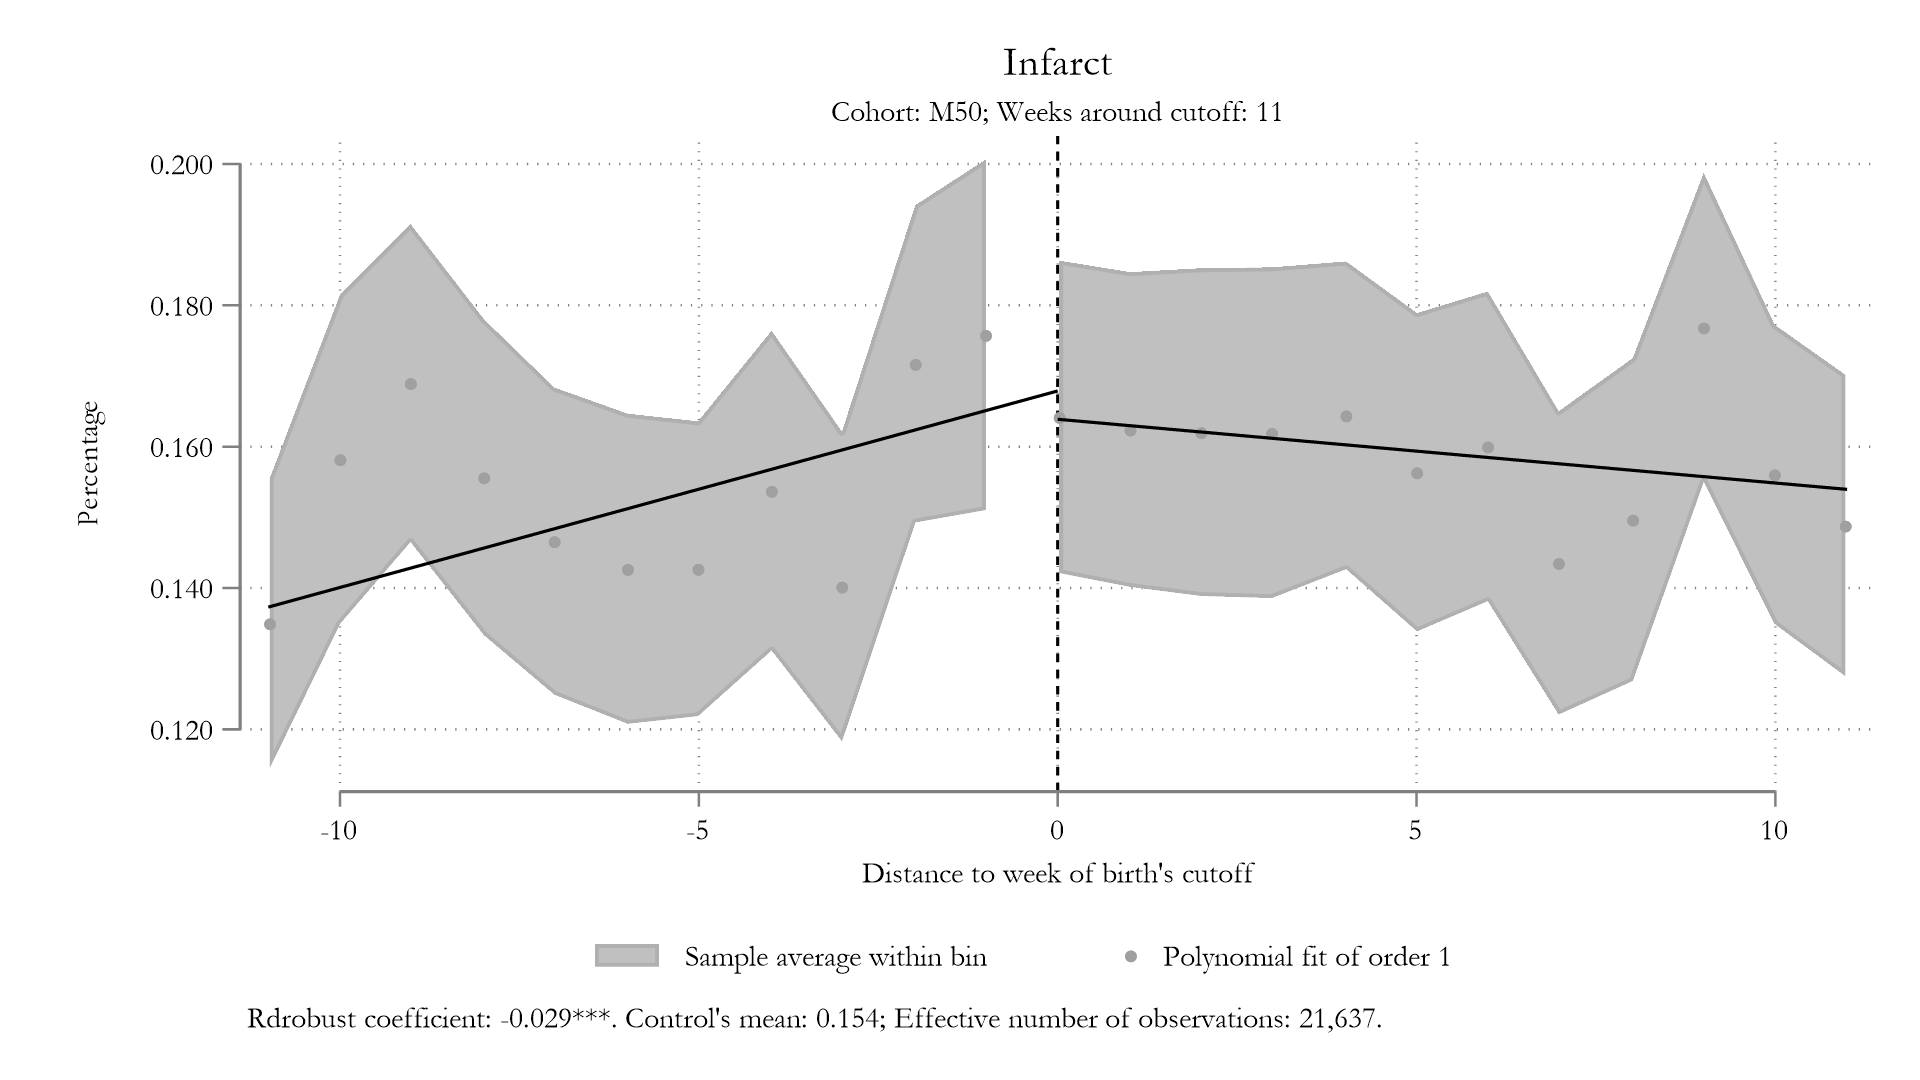 Infarct
Cohort: M50; Weeks around cutoff: 11
Percentage
0.200
0.180
0.160
0.140
0.120
-10 -5 0 5 10
Distance to week of birth's cutoff
Sample average within bin Polynomial fit of order 1
Rdrobust coefficient: -0.029***. Control's mean: 0.154; Effective number of observations: 21,637.